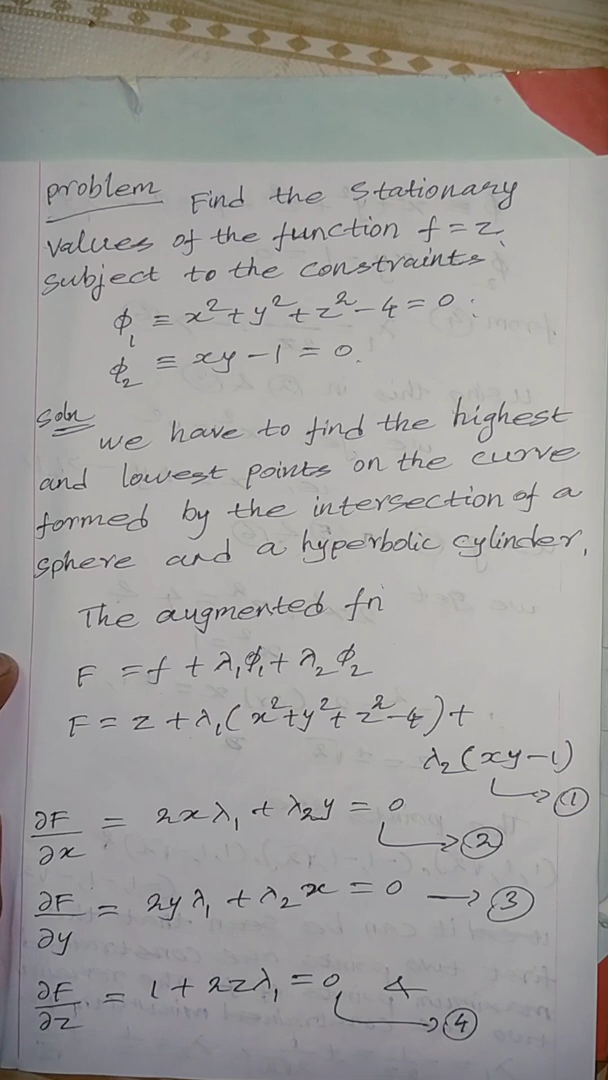 problem Find the stationary
values of the function f = z,
subject to the constraints
ϕ₁ ≡ x² + y² + z² - 4 = 0 ;
ϕ₂ ≡ xy - 1 = 0.
Soln
we have to find the highest
and lowest points on the curve
formed by the intersection of a
sphere and a hyperbolic cylinder,
The augmented fn
F = f + λ₁ϕ₁ + λ₂ϕ₂
F = z + λ₁(x² + y² + z² - 4) +
λ₂(xy - 1)
→ ①
∂F/∂x = 2xλ₁ + λ₂y = 0
→ ②
∂F/∂y = 2yλ₁ + λ₂x = 0 → ③
∂F/∂z = 1 + 2zλ₁ = 0 &
→ ④